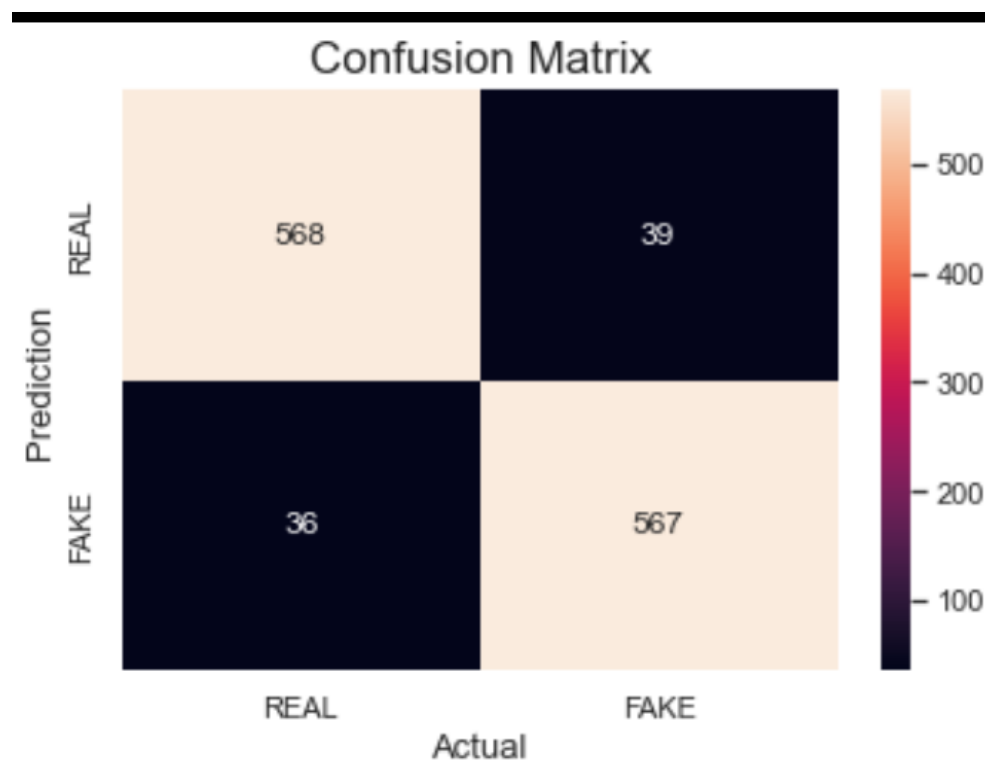 Confusion Matrix
REAL
568
39
500
400
300
200
100
Prediction
FAKE
36
567
REAL
FAKE
Actual